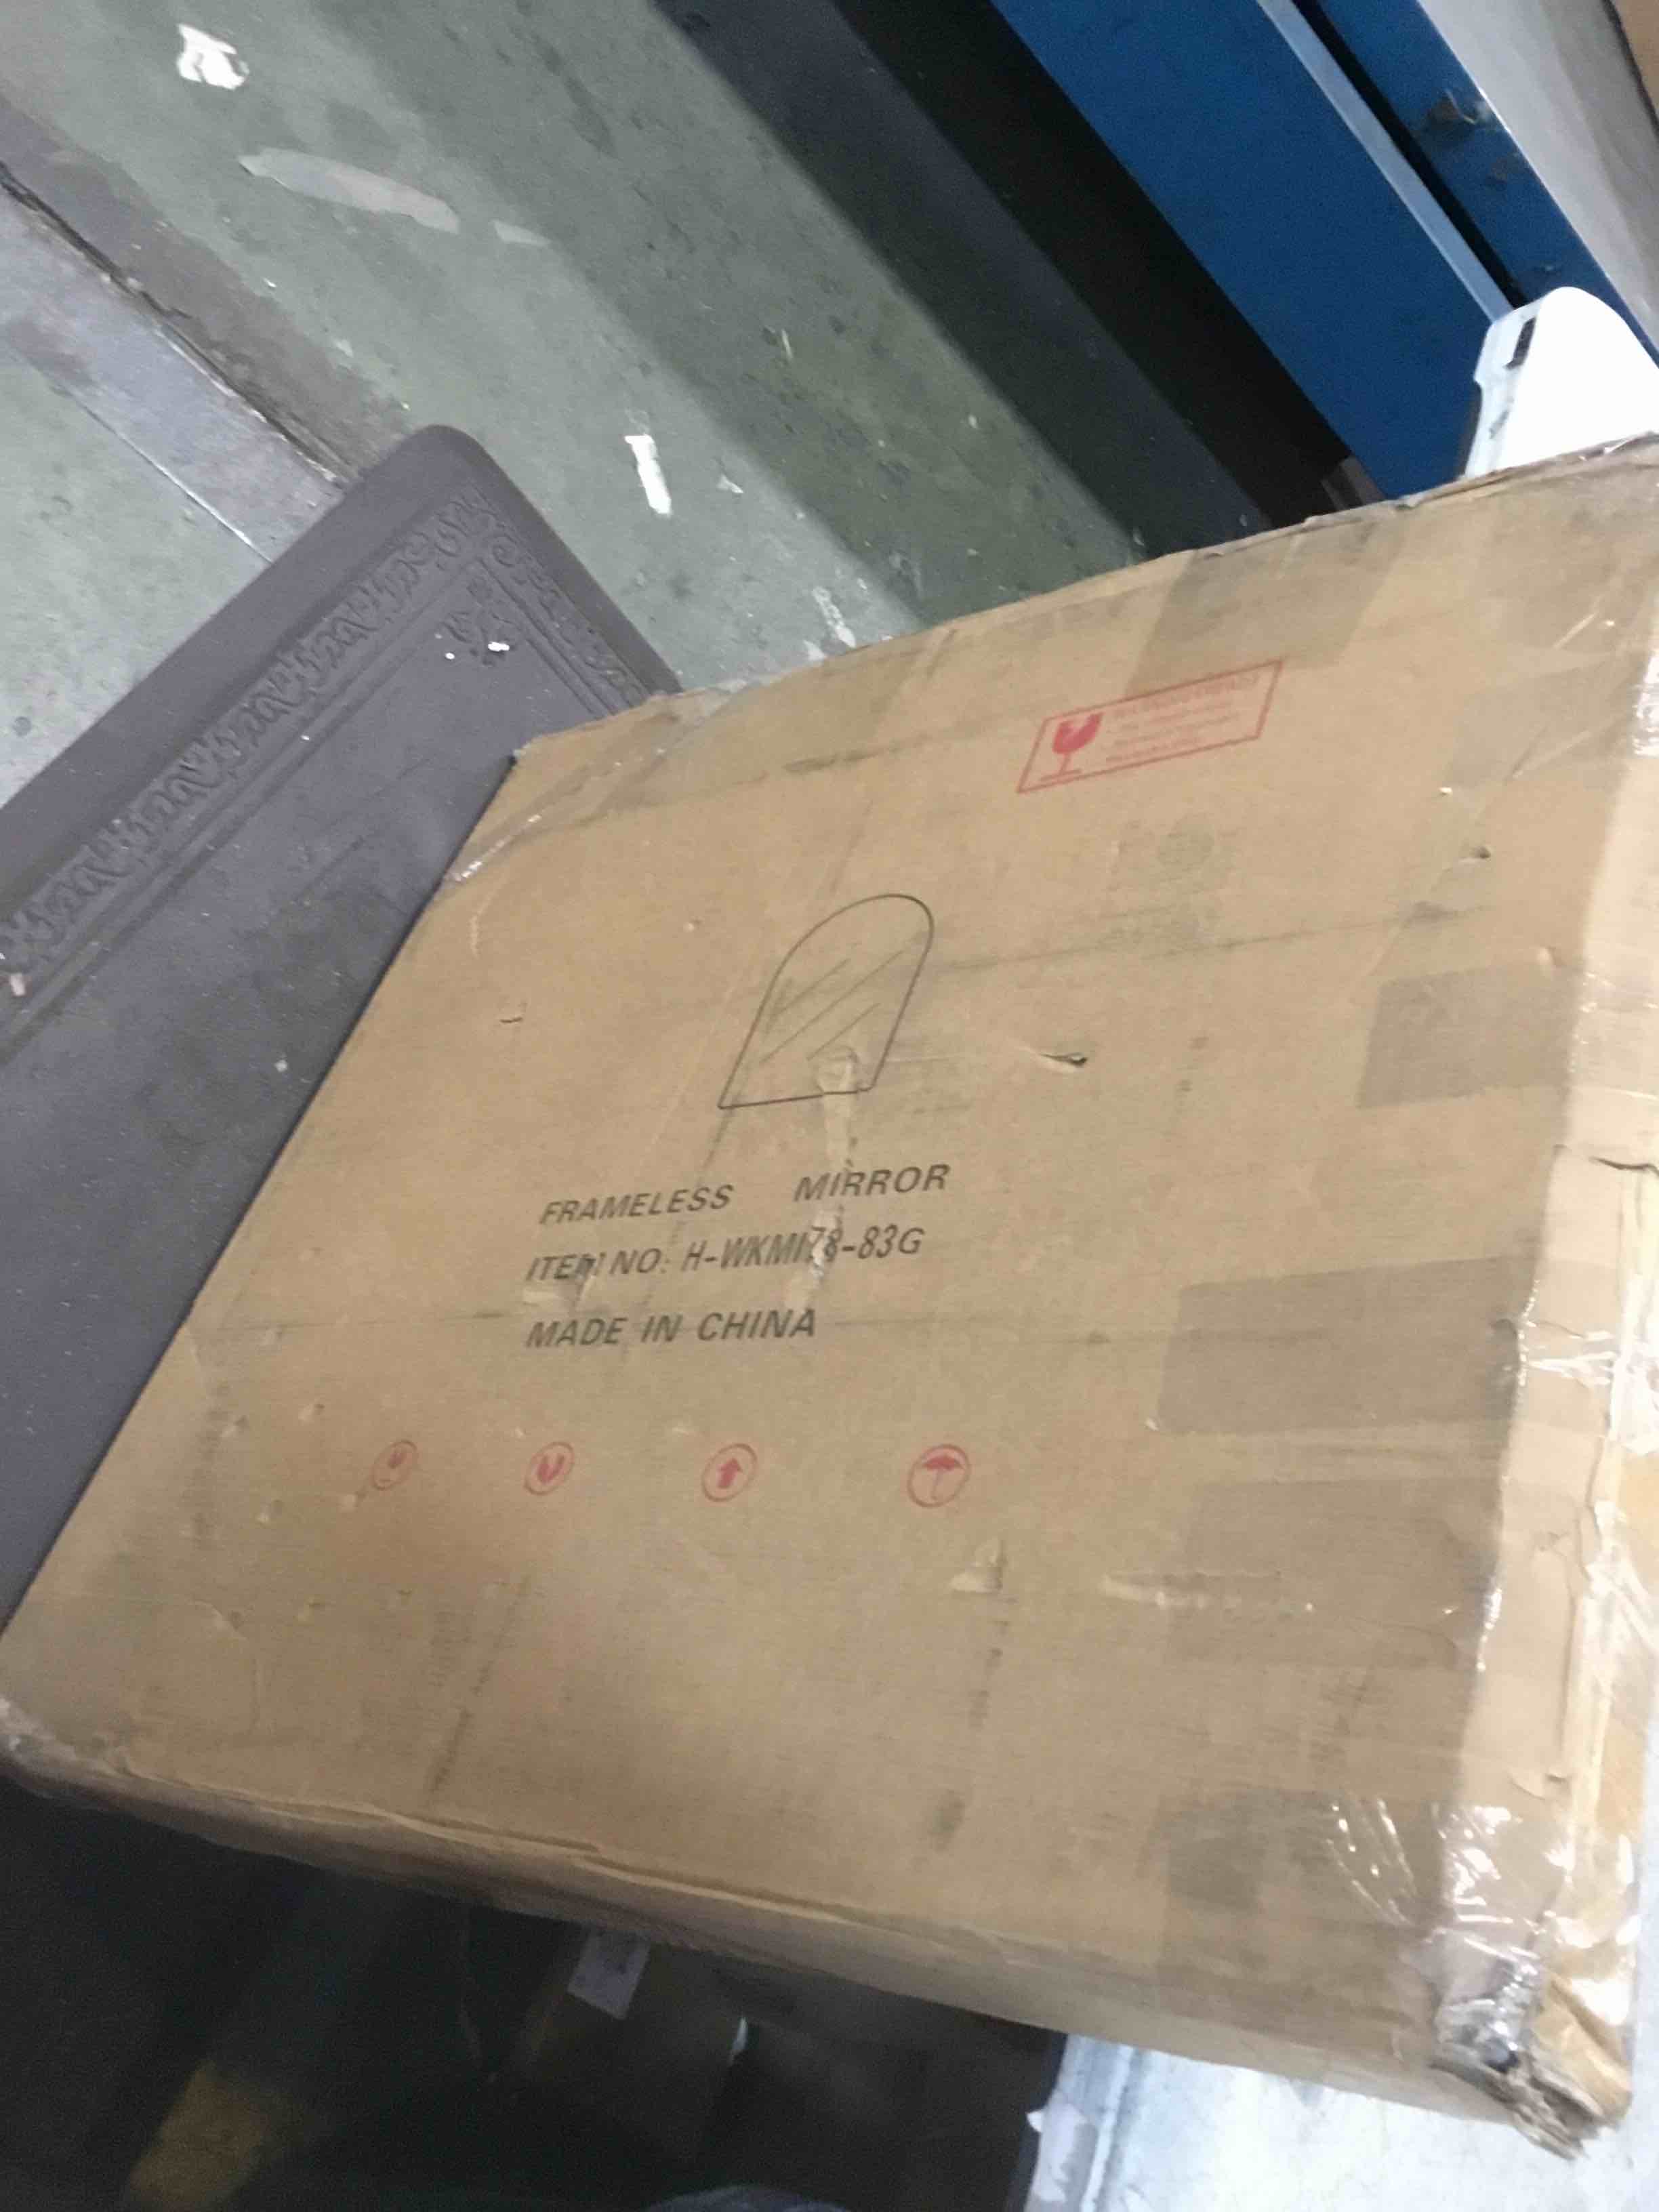 FRAMELESS MIRROR
ITEM NO: H-WKMI78-83G
MADE IN CHINA